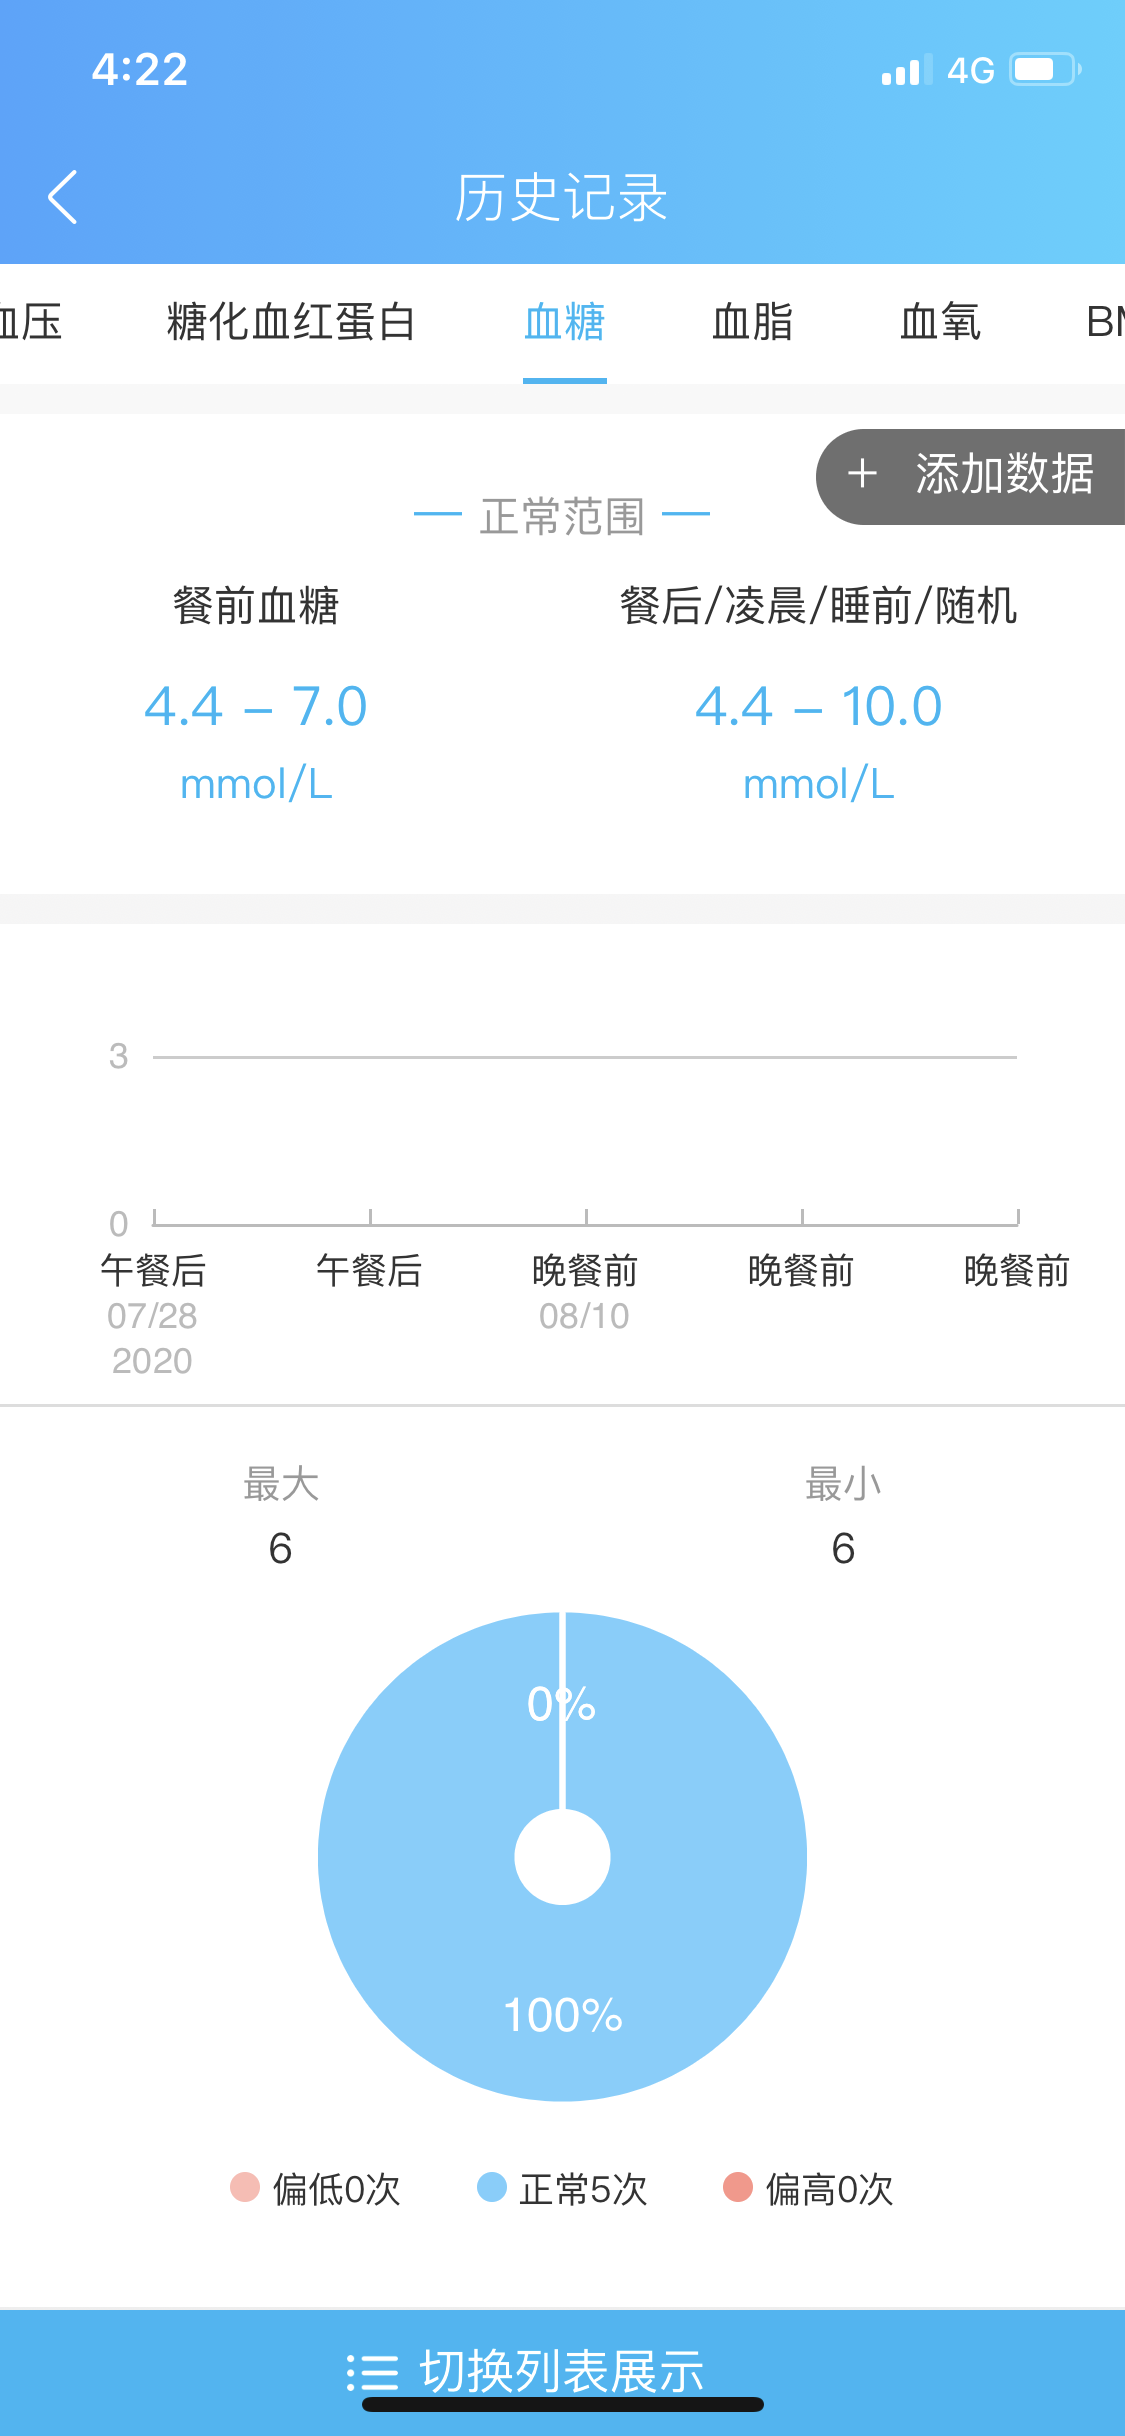 4:22 4G
历史记录
血压 糖化血红蛋白 血糖 血脂 血氧
+ 添加数据
正常范围
餐前血糖 餐后/凌晨/睡前/随机
4.4 - 7.0 4.4 - 10.0
mmol/L mmol/L
3
0
午餐后 午餐后 晚餐前 晚餐前 晚餐前
07/28 08/10
2020
最大 最小
6 6
0%
100%
偏低0次 正常5次 偏高0次
切换列表展示